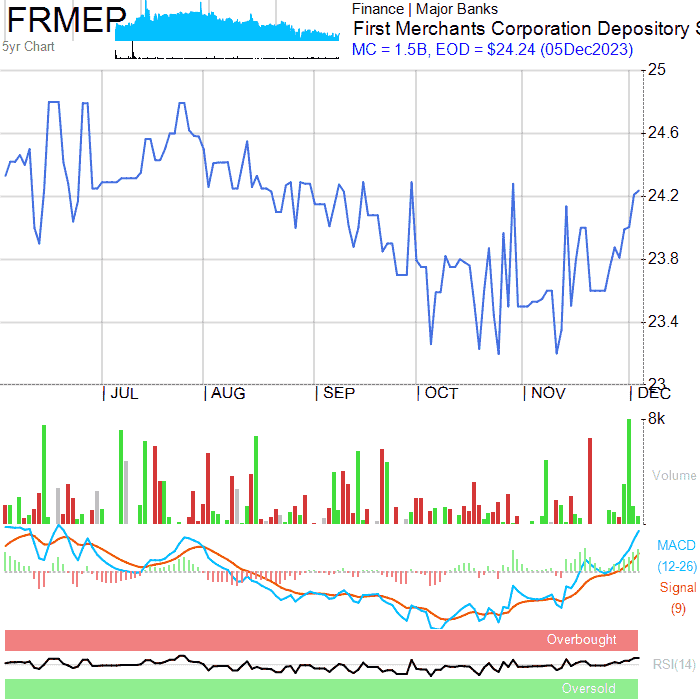 FRMEP
5yr Chart
Finance | Major Banks
First Merchants Corporation Depository S
MC = 1.5B, EOD = $24.24 (05Dec2023)
25
24.6
24.2
23.8
23.4
23
JUL AUG SEP OCT NOV DEC
8k
Volume
MACD
(12-26)
Signal
(9)
Overbought
RSI(14)
Oversold